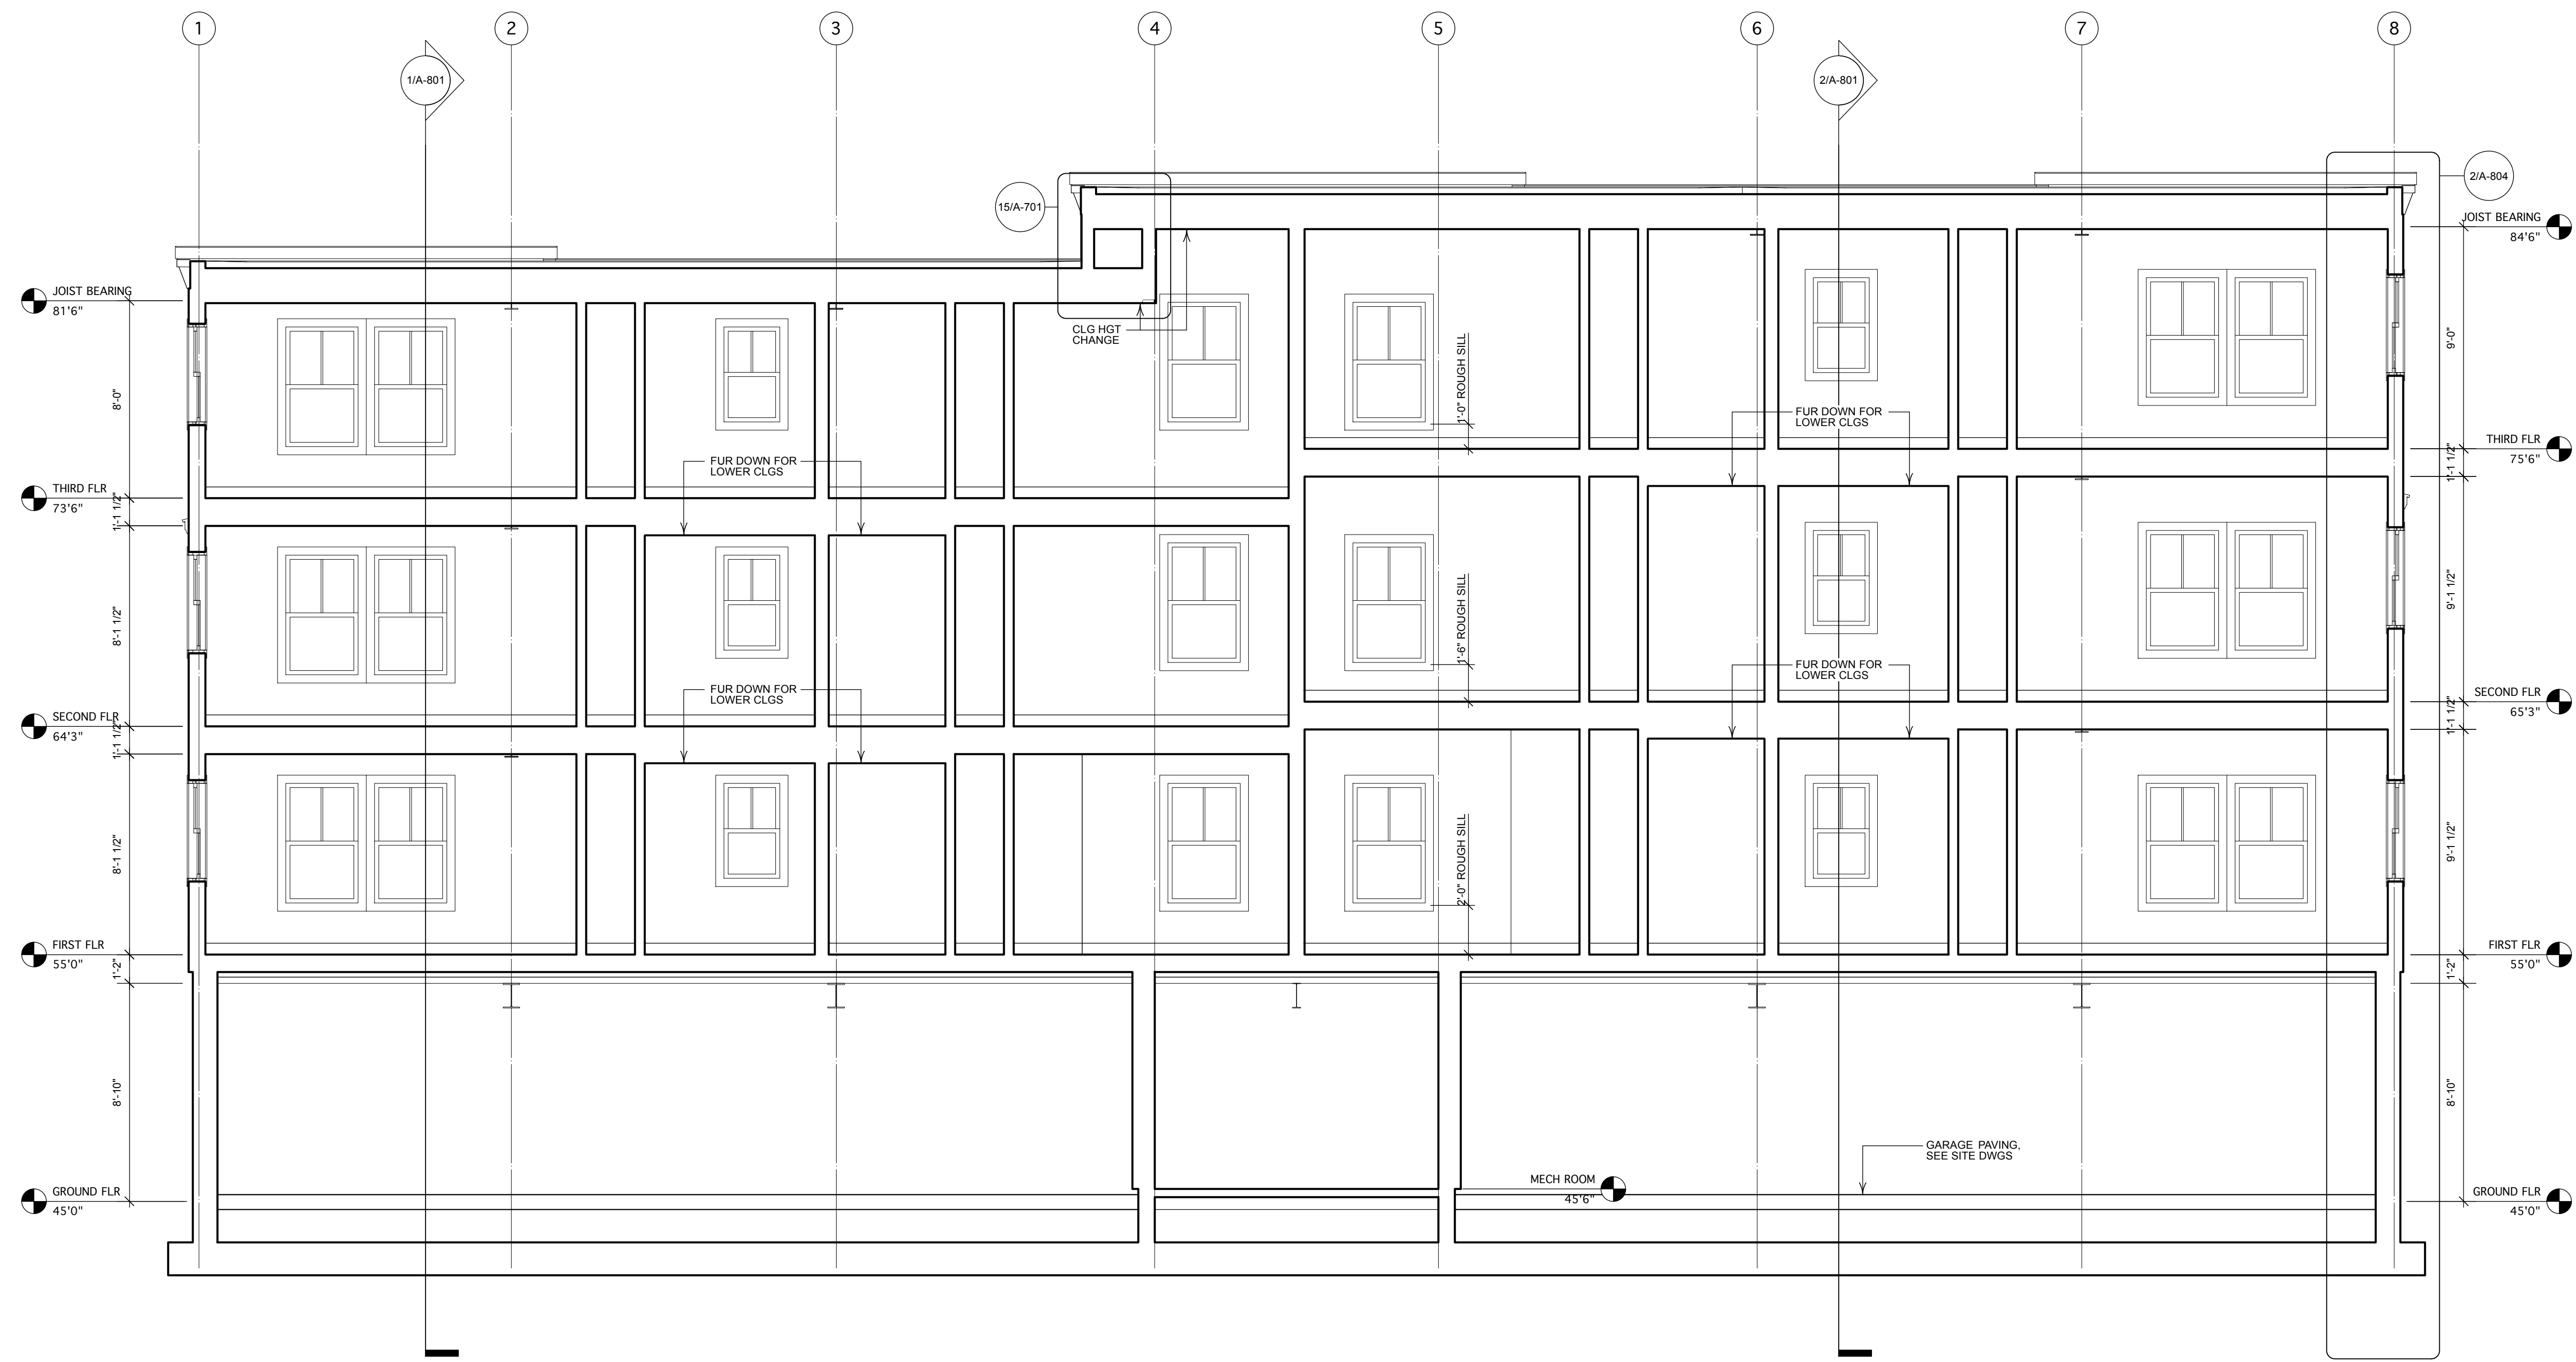 1
2
3
4
5
6
7
8
1/A-801
2/A-801
15/A-701
2/A-804
JOIST BEARING
84'6"
JOIST BEARING
81'6"
CLG HGT
CHANGE
8'-0"
9'-0"
1'-0" ROUGH SILL
FUR DOWN FOR
LOWER CLGS
THIRD FLR
75'6"
FUR DOWN FOR
LOWER CLGS
THIRD FLR
73'6"
1'-1 1/2"
1'-1 1/2"
8'-1 1/2"
1'-6" ROUGH SILL
9'-1 1/2"
FUR DOWN FOR
LOWER CLGS
FUR DOWN FOR
LOWER CLGS
SECOND FLR
65'3"
SECOND FLR
64'3"
1'-1 1/2"
1'-1 1/2"
8'-1 1/2"
2'-0" ROUGH SILL
9'-1 1/2"
FIRST FLR
55'0"
FIRST FLR
55'0"
1'-2"
1'-2"
8'-10"
8'-10"
GARAGE PAVING,
SEE SITE DWGS
MECH ROOM
45'6"
GROUND FLR
45'0"
GROUND FLR
45'0"